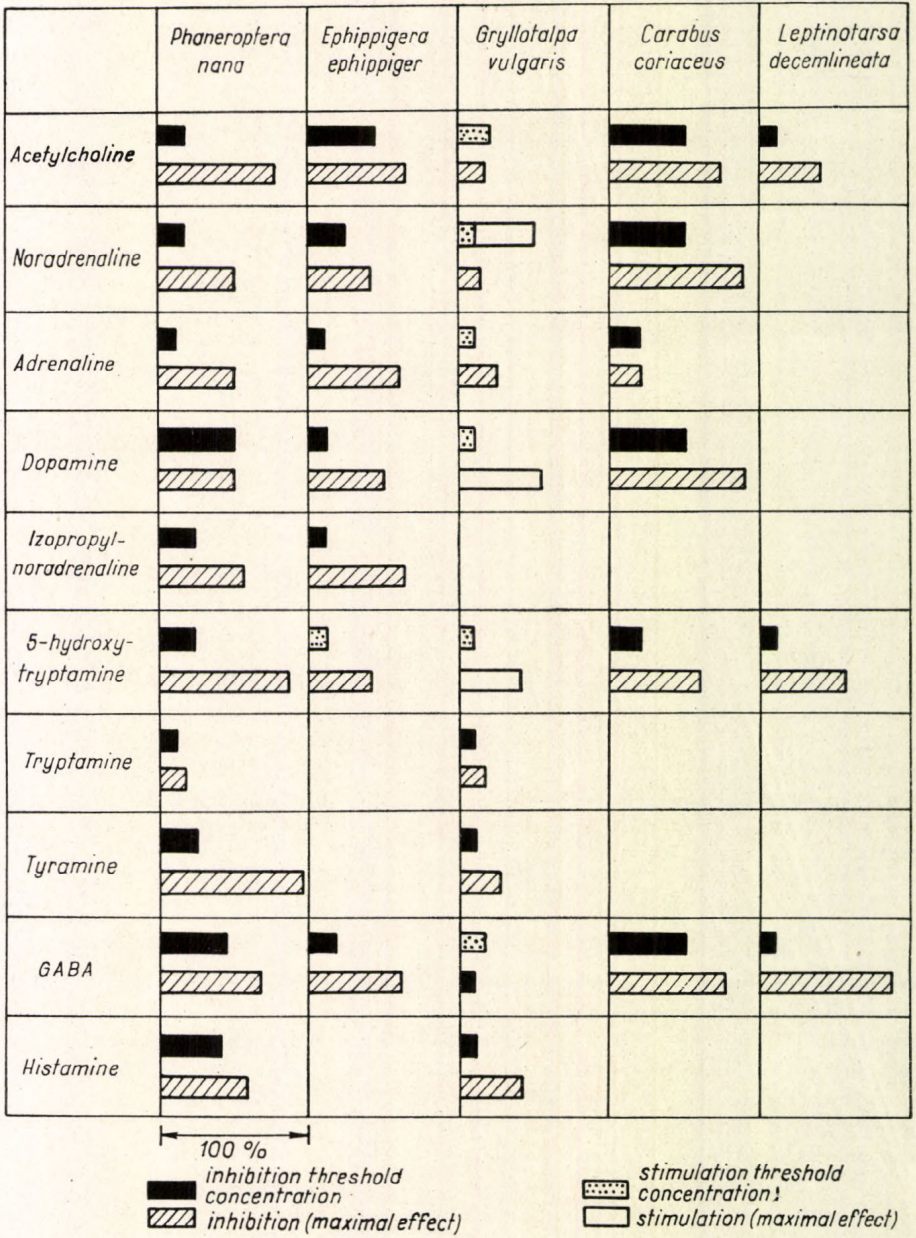 Phaneroptera nana
Ephippigera ephippiger
Gryllotalpa vulgaris
Carabus coriaceus
Leptinotarsa decemlineata
Acetylcholine
Noradrenaline
Adrenaline
Dopamine
Izopropyl-
noradrenaline
5-hydroxy-
tryptamine
Tryptamine
Tyramine
GABA
Histamine
100 %
inhibition threshold
concentration
inhibition (maximal effect)
stimulation threshold
concentration:
stimulation (maximal effect)